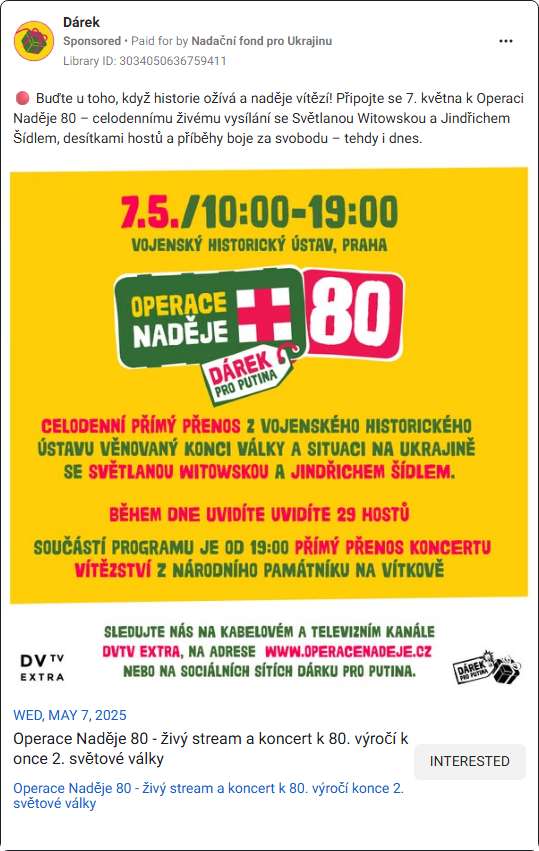 Dárek
Sponsored • Paid for by Nadační fond pro Ukrajinu
Library ID: 3034050636759411
Buďte u toho, když historie ožívá a naděje vítězí! Připojte se 7. května k Operaci
Naděje 80 – celodennímu živému vysílání se Světlanou Witowskou a Jindřichem
Šídlem, desítkami hostů a příběhy boje za svobodu – tehdy i dnes.
7.5./10:00-19:00
VOJENSKÝ HISTORICKÝ ÚSTAV, PRAHA
OPERACE
NADĚJE
80
DÁREK
PRO PUTINA
CELODENNÍ PŘÍMÝ PŘENOS Z VOJENSKÉHO HISTORICKÉHO
ÚSTAVU VĚNOVANÝ KONCI VÁLKY A SITUACI NA UKRAJINĚ
SE SVĚTLANOU WITOWSKOU A JINDŘICHEM ŠÍDLEM.
BĚHEM DNE UVIDÍTE UVIDÍTE 29 HOSTŮ
SOUČÁSTÍ PROGRAMU JE OD 19:00 PŘÍMÝ PŘENOS KONCERTU
VÍTĚZSTVÍ Z NÁRODNÍHO PAMÁTNÍKU NA VÍTKOVĚ
SLEDUJTE NÁS NA KABELOVÉM A TELEVIZNÍM KANÁLE
DVTV EXTRA, NA ADRESE WWW.OPERACENADEJE.CZ
NEBO NA SOCIÁLNÍCH SÍTÍCH DÁRKU PRO PUTINA.
DVTV
EXTRA
DÁREK
PRO PUTINA
WED, MAY 7, 2025
Operace Naděje 80 - živý stream a koncert k 80. výročí k
once 2. světové války
INTERESTED
Operace Naděje 80 - živý stream a koncert k 80. výročí konce 2.
světové války